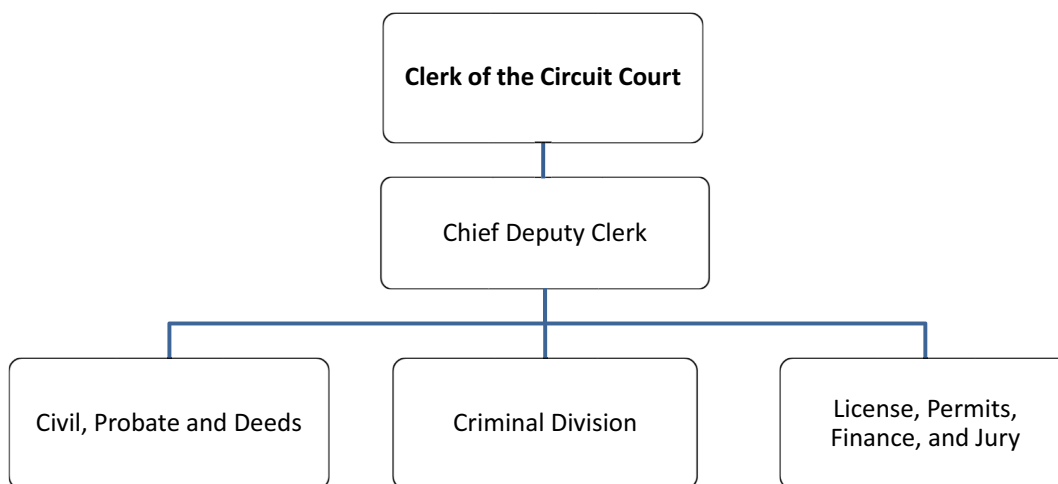 Clerk of the Circuit Court
Chief Deputy Clerk
Civil, Probate and Deeds
Criminal Division
License, Permits,
Finance, and Jury